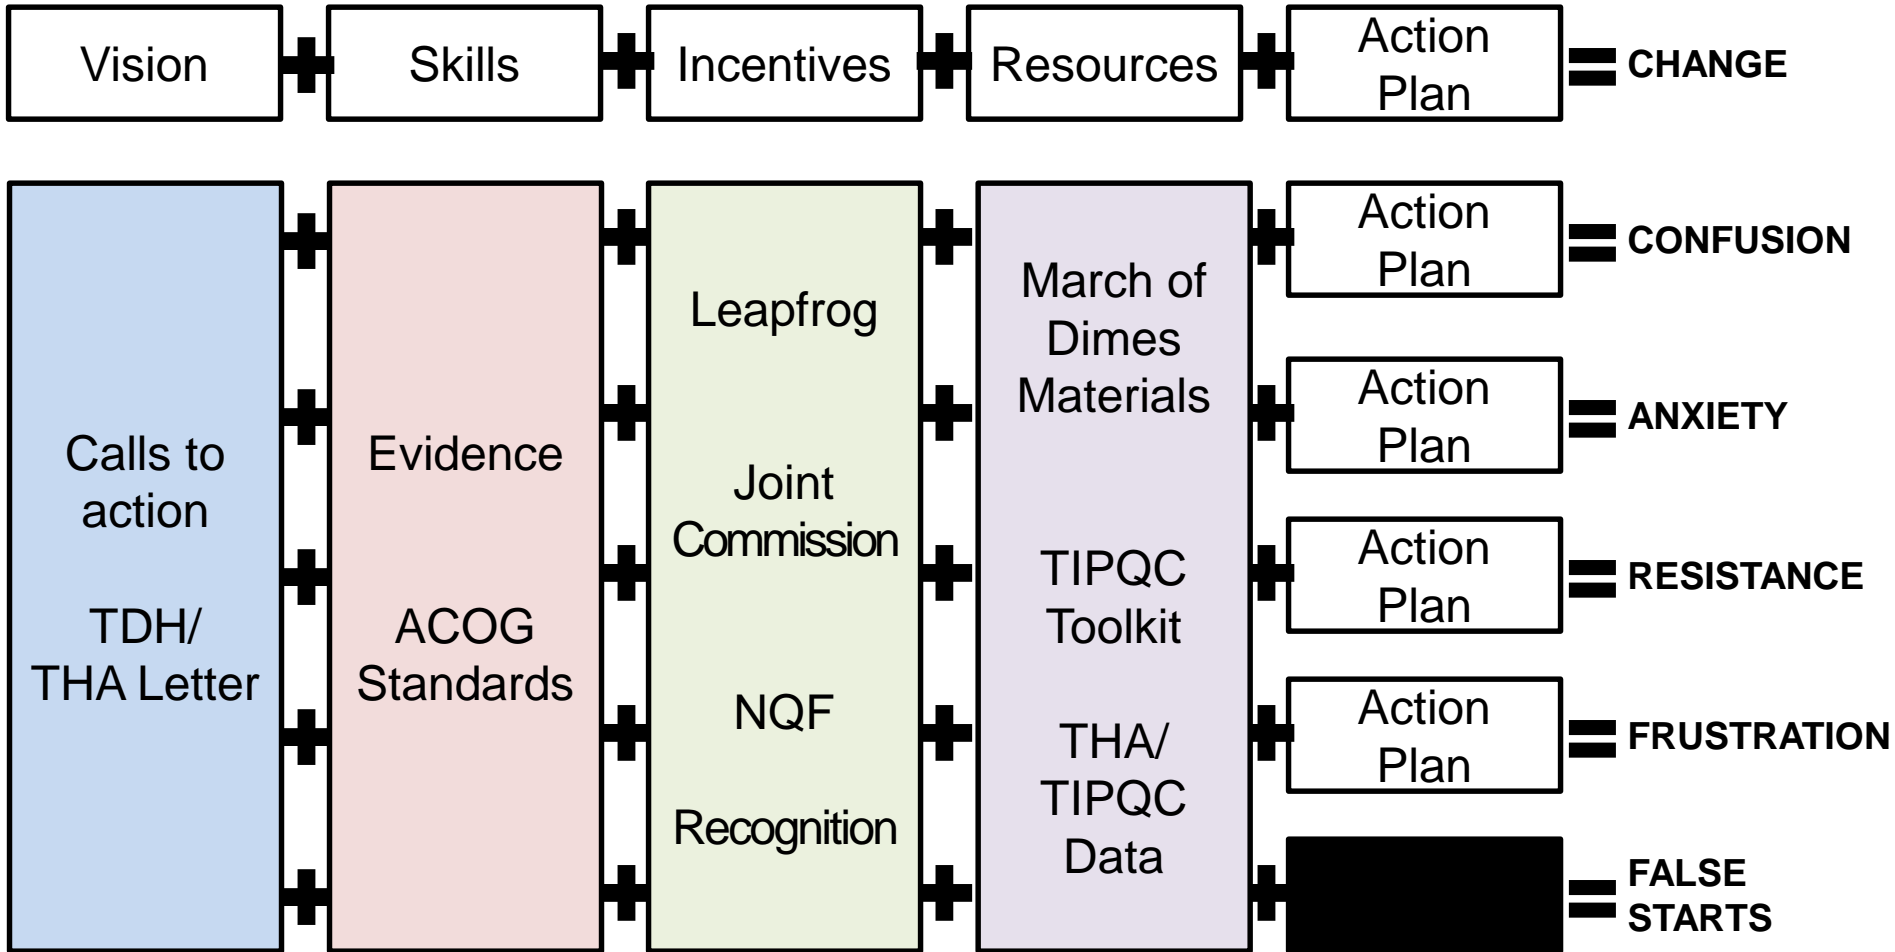 Vision
Skills
Incentives
Resources
Action
Plan
CHANGE
Calls to
action
TDH/
THA Letter
Evidence
ACOG
Standards
Leapfrog
Joint
Commission
NQF
Recognition
March of
Dimes
Materials
TIPQC
Toolkit
THA/
TIPQC
Data
Action
Plan
CONFUSION
Action
Plan
ANXIETY
Action
Plan
RESISTANCE
Action
Plan
FRUSTRATION
FALSE
STARTS